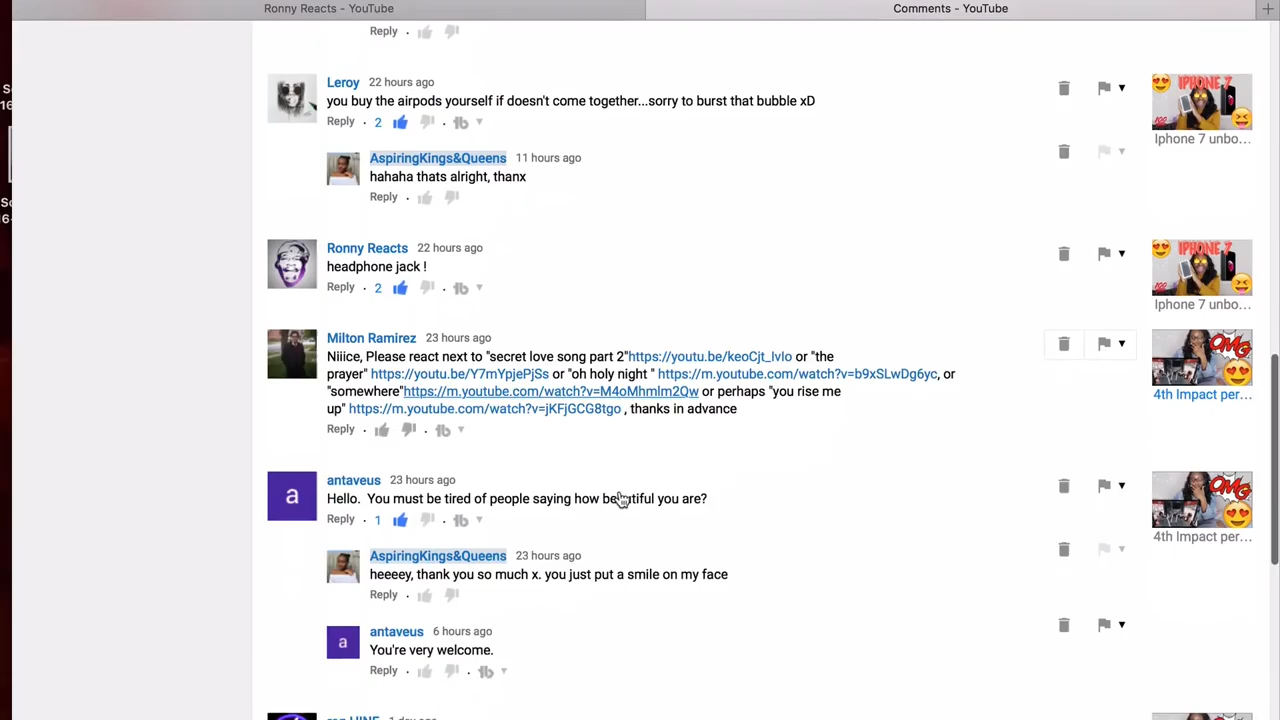 Ronny Reacts - YouTube
Comments - YouTube
Reply
Leroy 22 hours ago
you buy the airpods yourself if doesn't come together...sorry to burst that bubble xD
Reply 2
Iphone 7 unbo...
AspiringKings&Queens 11 hours ago
hahaha thats alright, thanx
Reply
Ronny Reacts 22 hours ago
headphone jack !
Reply 2
IPHONE 7
Iphone 7 unbo...
Milton Ramirez 23 hours ago
Niiice, Please react next to "secret love song part 2"https://youtu.be/keoCjt_lvIo or "the
prayer" https://youtu.be/Y7mYpjePjSs or "oh holy night " https://m.youtube.com/watch?v=b9xSLwDg6yc, or
"somewhere"https://m.youtube.com/watch?v=M4oMhmlm2Qw or perhaps "you rise me
up" https://m.youtube.com/watch?v=jKFjGCG8tgo , thanks in advance
Reply
OMG
4th Impact per...
antaveus 23 hours ago
Hello. You must be tired of people saying how beautiful you are?
Reply 1
OMG
4th Impact per...
AspiringKings&Queens 23 hours ago
heeeey, thank you so much x. you just put a smile on my face
Reply
antaveus 6 hours ago
You're very welcome.
Reply